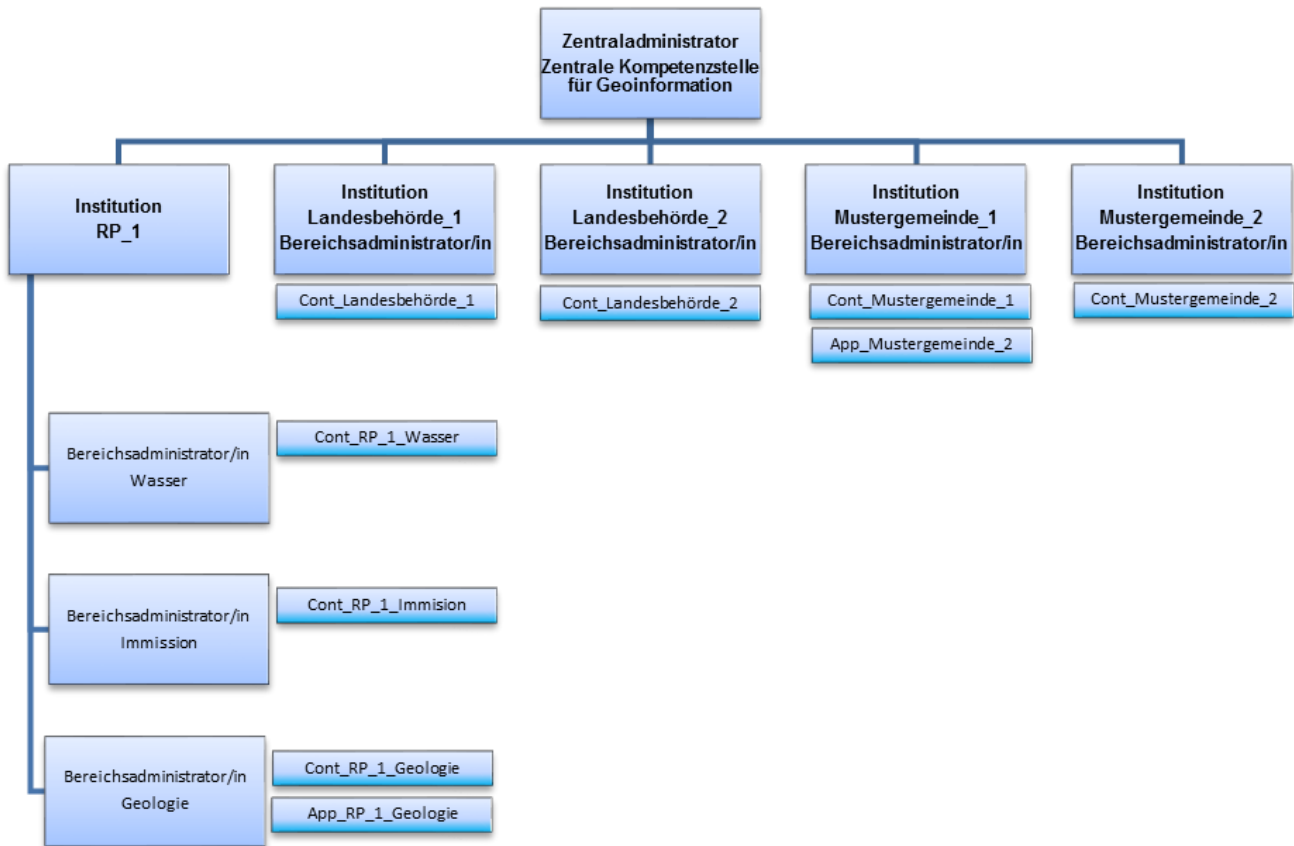 Zentraladministrator
Zentrale Kompetenzstelle
für Geoinformation
Institution
RP_1
Institution
Landesbehörde_1
Bereichsadministrator/in
Institution
Landesbehörde_2
Bereichsadministrator/in
Institution
Mustergemeinde_1
Bereichsadministrator/in
Institution
Mustergemeinde_2
Bereichsadministrator/in
Cont_Landesbehörde_1
Cont_Landesbehörde_2
Cont_Mustergemeinde_1
Cont_Mustergemeinde_2
App_Mustergemeinde_2
Bereichsadministrator/in
Wasser
Cont_RP_1_Wasser
Bereichsadministrator/in
Immission
Cont_RP_1_Immision
Bereichsadministrator/in
Geologie
Cont_RP_1_Geologie
App_RP_1_Geologie